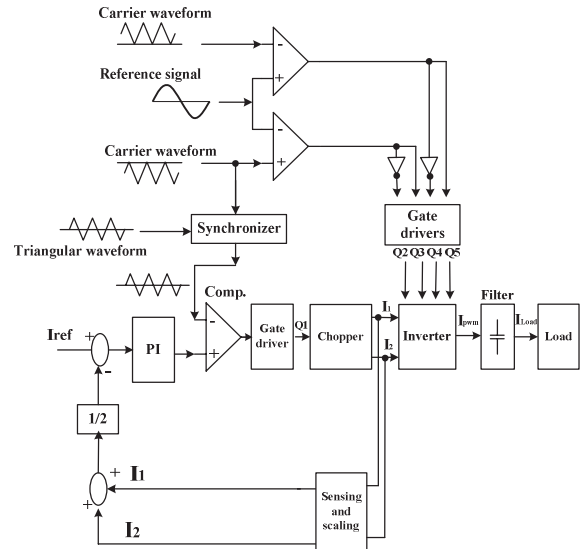 Carrier waveform
-
Reference signal
+
-
Carrier waveform
+
Synchronizer
Gate
drivers
Triangular waveform
Q2 Q3 Q4 Q5
Comp.
Filter
Iref
+
-
PI
-
+
Gate
driver
Q1
Chopper
I1
I2
Inverter
Ipwm
ILoad
Load
1/2
+
I1
+
I2
Sensing
and
scaling